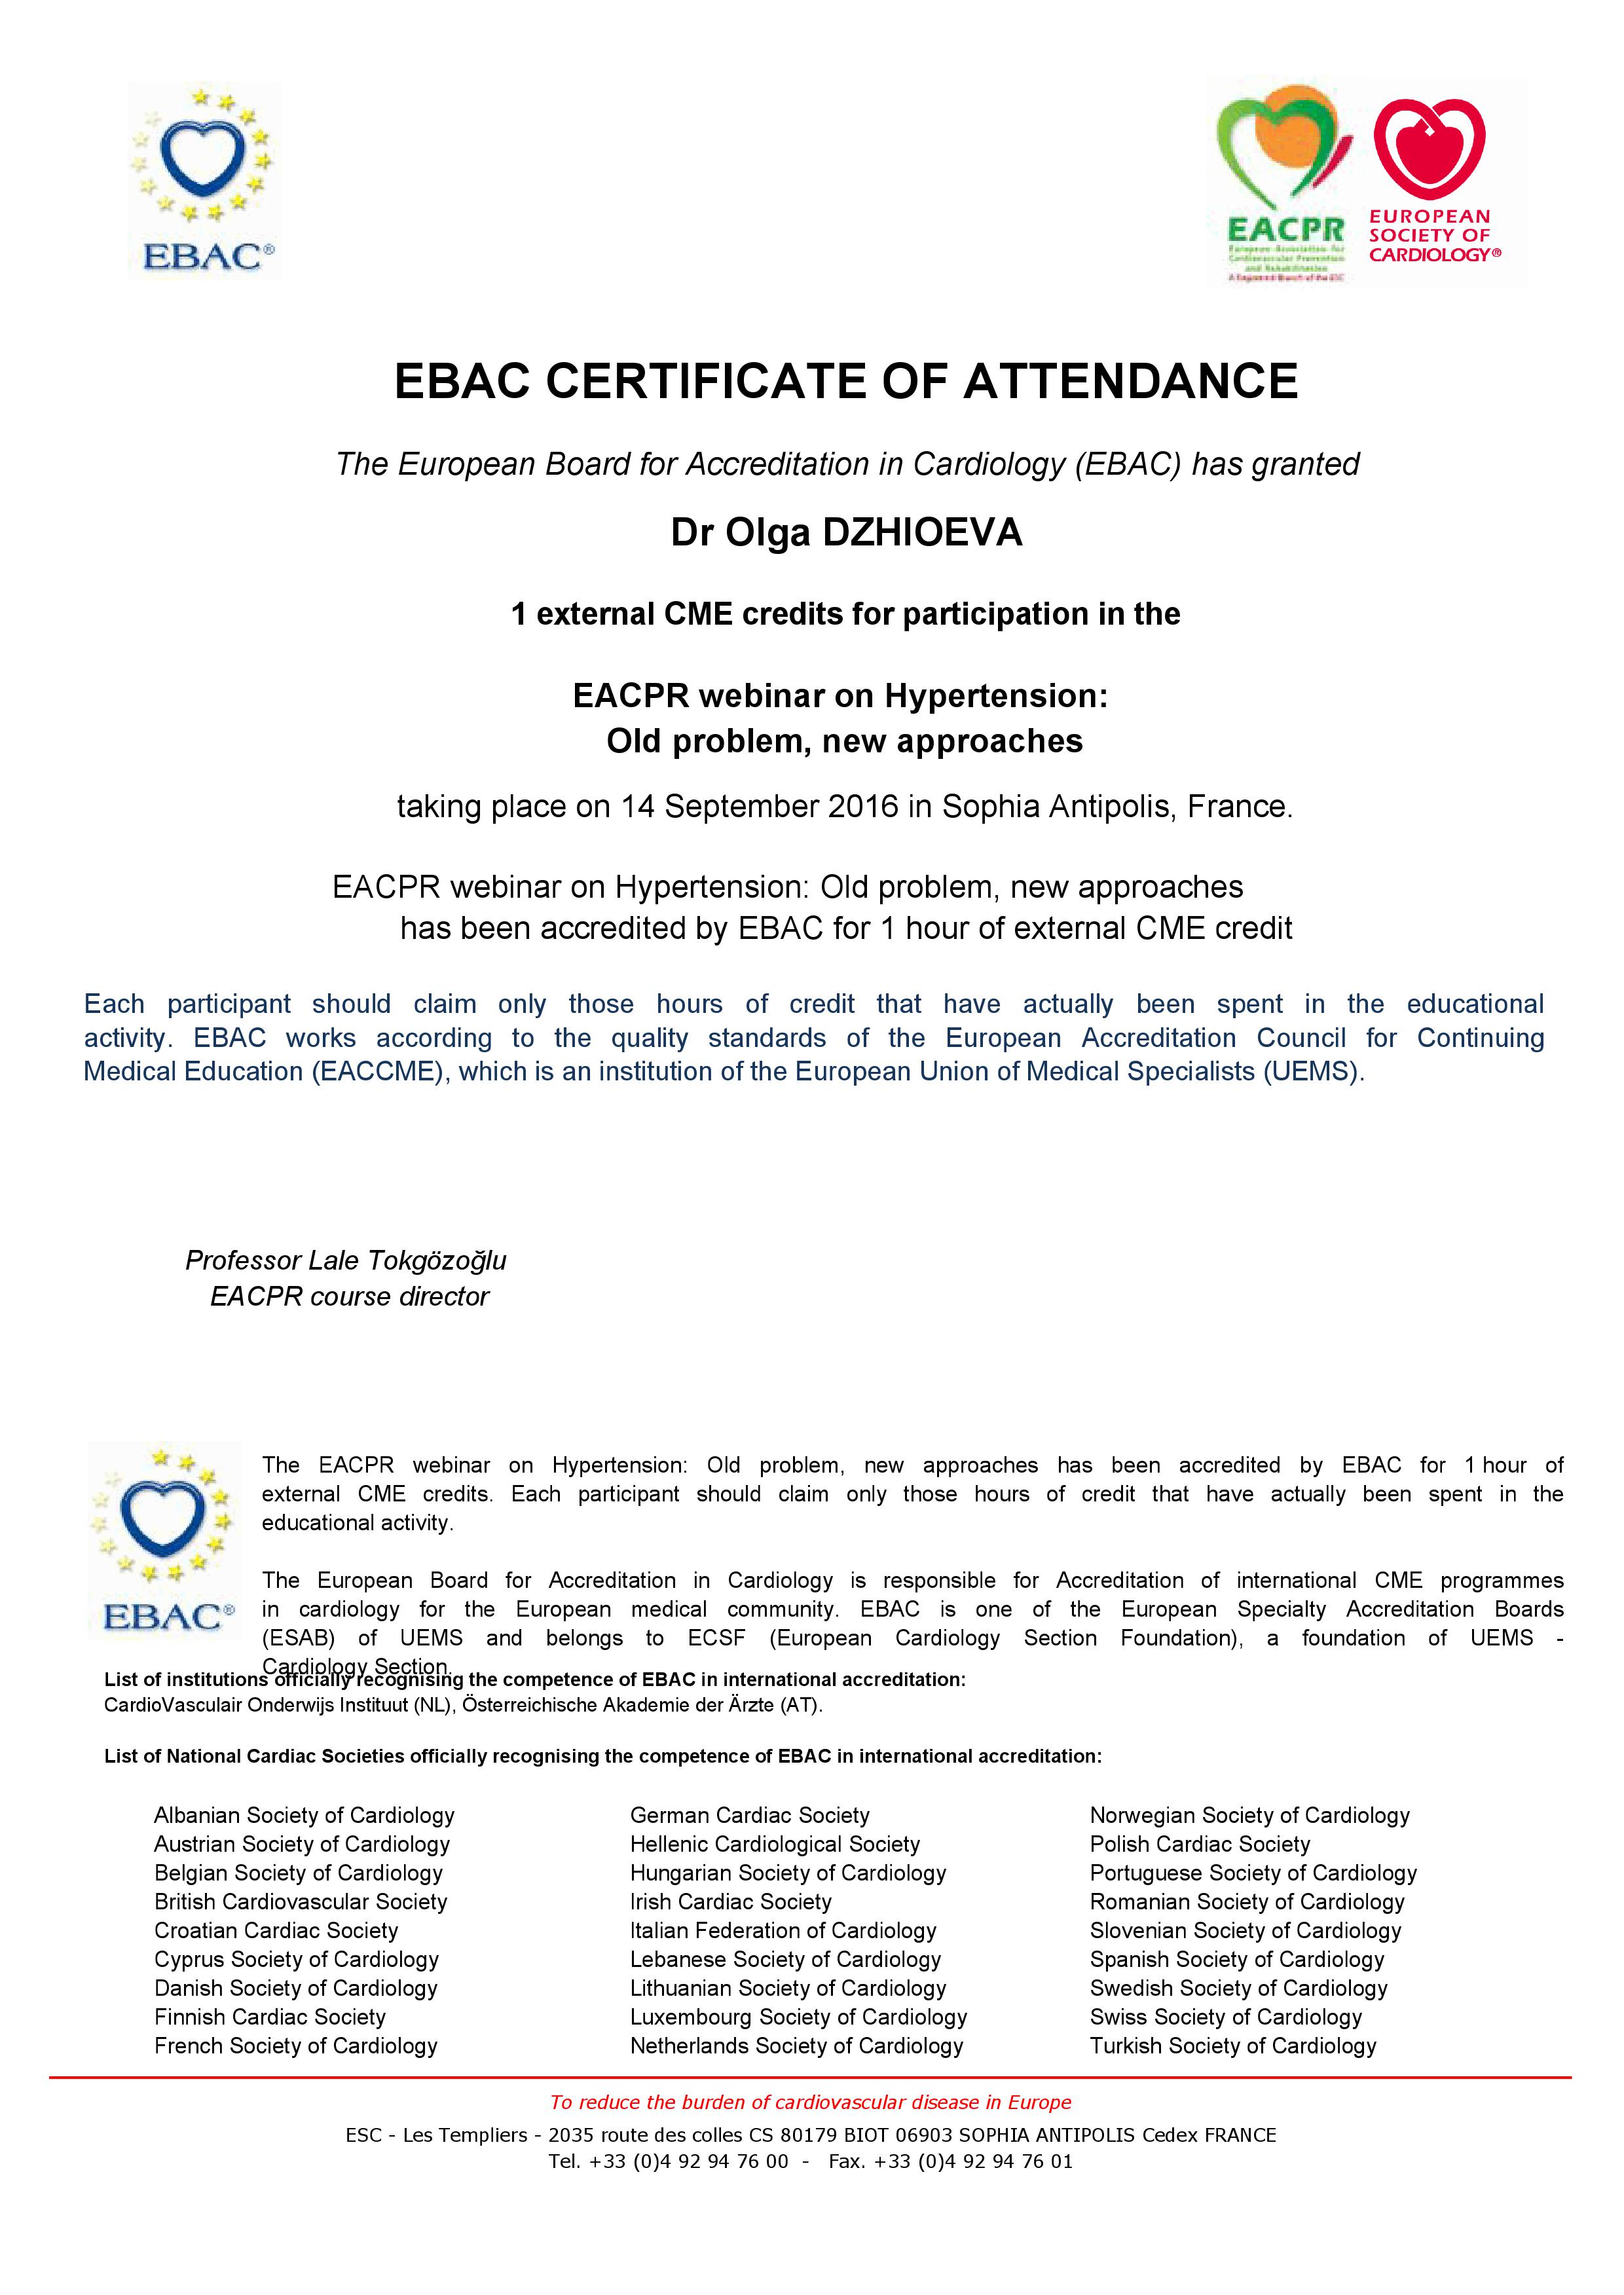 EBAC®
EACPR
European Association for
Cardiovascular Prevention
and Rehabilitation
A Registered Branch of the ESC
EUROPEAN
SOCIETY OF
CARDIOLOGY®
EBAC CERTIFICATE OF ATTENDANCE
The European Board for Accreditation in Cardiology (EBAC) has granted
Dr Olga DZHIOEVA
1 external CME credits for participation in the
EACPR webinar on Hypertension:
Old problem, new approaches
taking place on 14 September 2016 in Sophia Antipolis, France.
EACPR webinar on Hypertension: Old problem, new approaches
has been accredited by EBAC for 1 hour of external CME credit
Each participant should claim only those hours of credit that have actually been spent in the educational
activity. EBAC works according to the quality standards of the European Accreditation Council for Continuing
Medical Education (EACCME), which is an institution of the European Union of Medical Specialists (UEMS).
Professor Lale Tokgözoğlu
EACPR course director
EBAC®
The EACPR webinar on Hypertension: Old problem, new approaches has been accredited by EBAC for 1 hour of
external CME credits. Each participant should claim only those hours of credit that have actually been spent in the
educational activity.
The European Board for Accreditation in Cardiology is responsible for Accreditation of international CME programmes
in cardiology for the European medical community. EBAC is one of the European Specialty Accreditation Boards
(ESAB) of UEMS and belongs to ECSF (European Cardiology Section Foundation), a foundation of UEMS -
Cardiology Section.
List of institutions officially recognising the competence of EBAC in international accreditation:
CardioVasculair Onderwijs Instituut (NL), Österreichische Akademie der Ärzte (AT).
List of National Cardiac Societies officially recognising the competence of EBAC in international accreditation:
Albanian Society of Cardiology
Austrian Society of Cardiology
Belgian Society of Cardiology
British Cardiovascular Society
Croatian Cardiac Society
Cyprus Society of Cardiology
Danish Society of Cardiology
Finnish Cardiac Society
French Society of Cardiology
German Cardiac Society
Hellenic Cardiological Society
Hungarian Society of Cardiology
Irish Cardiac Society
Italian Federation of Cardiology
Lebanese Society of Cardiology
Lithuanian Society of Cardiology
Luxembourg Society of Cardiology
Netherlands Society of Cardiology
Norwegian Society of Cardiology
Polish Cardiac Society
Portuguese Society of Cardiology
Romanian Society of Cardiology
Slovenian Society of Cardiology
Spanish Society of Cardiology
Swedish Society of Cardiology
Swiss Society of Cardiology
Turkish Society of Cardiology
To reduce the burden of cardiovascular disease in Europe
ESC - Les Templiers - 2035 route des colles CS 80179 BIOT 06903 SOPHIA ANTIPOLIS Cedex FRANCE
Tel. +33 (0)4 92 94 76 00 - Fax. +33 (0)4 92 94 76 01